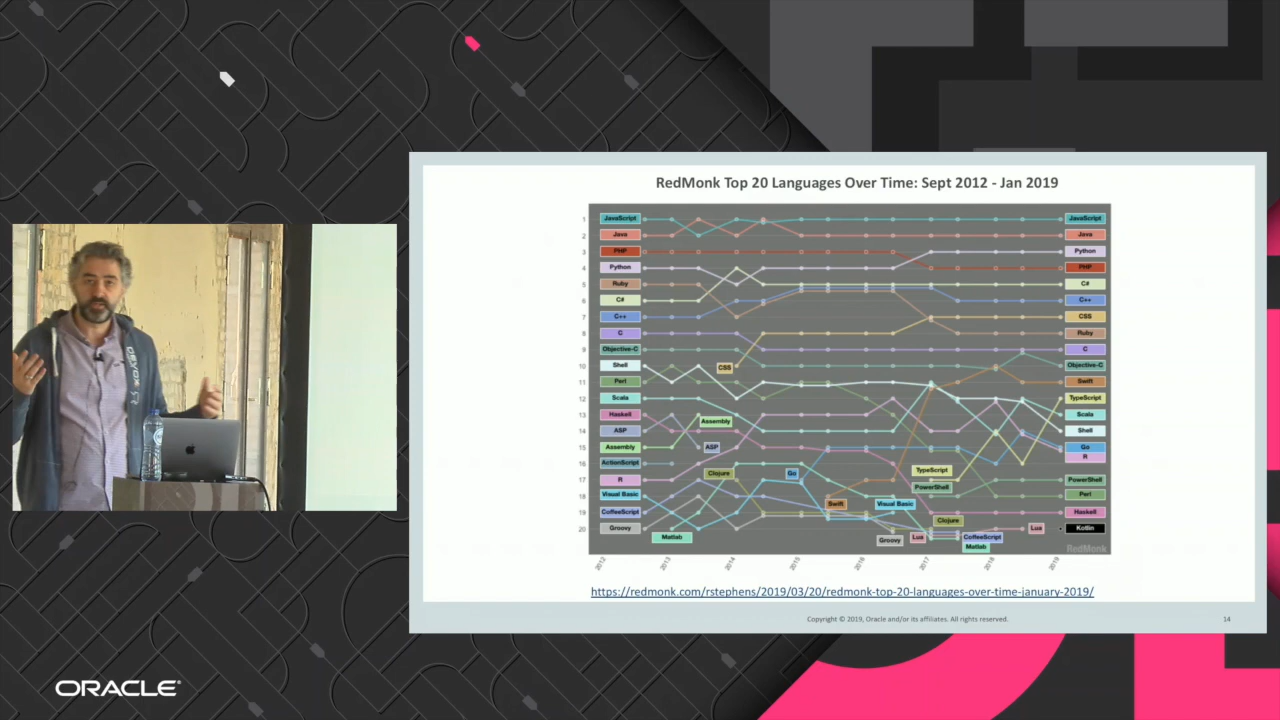 RedMonk Top 20 Languages Over Time: Sept 2012 - Jan 2019
1 JavaScript JavaScript
2 Java Java
3 PHP Python
4 Python PHP
5 Ruby C#
6 C# C++
7 C++ CSS
8 C Ruby
9 Objective-C C
10 Shell CSS Objective-C
11 Perl Swift
12 Scala TypeScript
13 Haskell Assembly Scala
14 ASP Shell
15 Assembly ASP Go
16 ActionScript TypeScript R
17 R Clojure Go PowerShell PowerShell
18 Visual Basic Swift Visual Basic Perl
19 CoffeeScript Clojure Haskell
20 Groovy Lua Kotlin
Matlab Groovy Lua CoffeeScript
Matlab RedMonk
2012 2013 2014 2015 2016 2017 2018 2019
https://redmonk.com/rstephens/2019/03/20/redmonk-top-20-languages-over-time-january-2019/
Copyright © 2019, Oracle and/or its affiliates. All rights reserved. 14
DEVOXX
ORACLE®